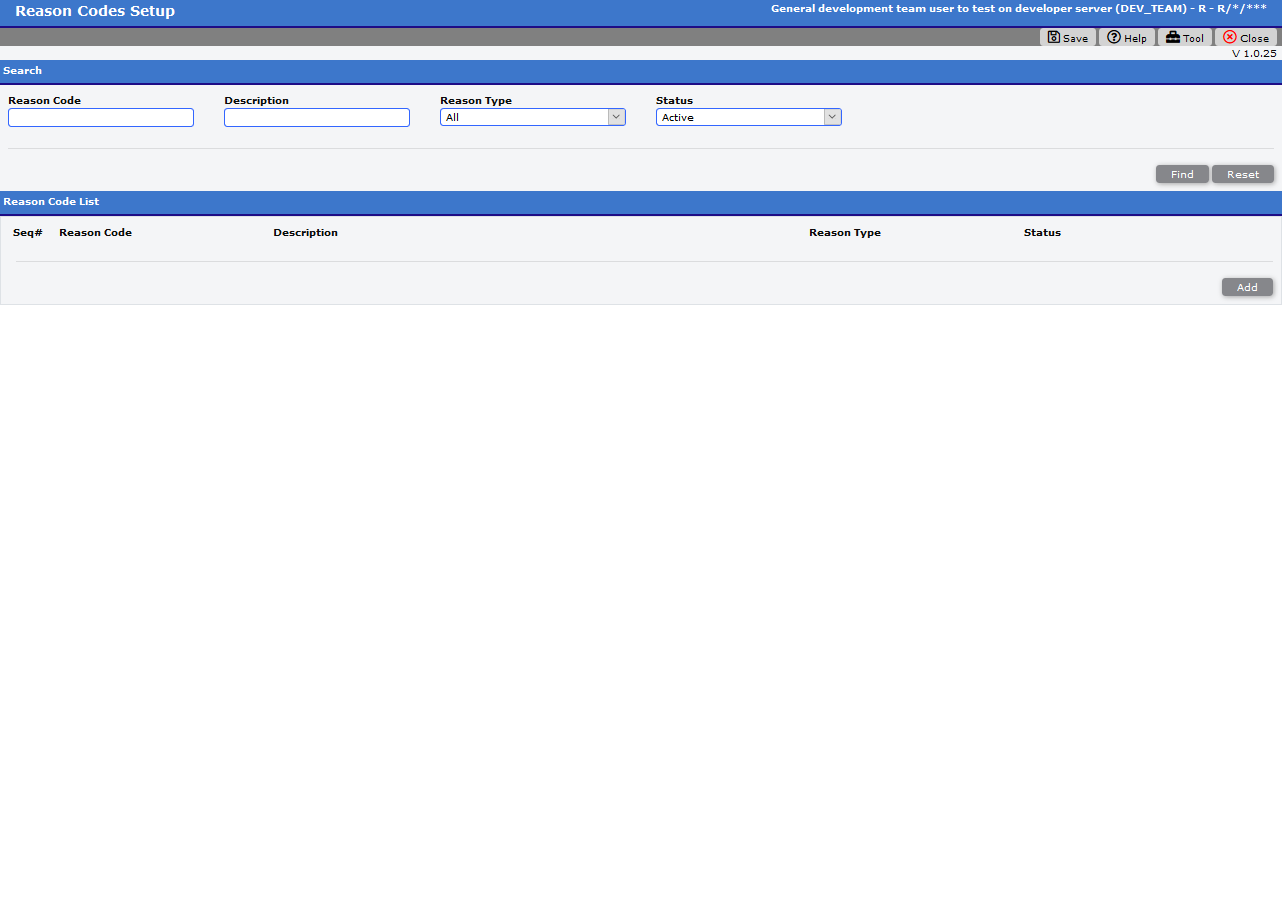 Reason Codes Setup
General development team user to test on developer server (DEV_TEAM) - R - R/*/***
Save Help Tool Close
V 1.0.25
Search
Reason Code Description Reason Type Status
All Active
Find Reset
Reason Code List
Seq# Reason Code Description Reason Type Status
Add